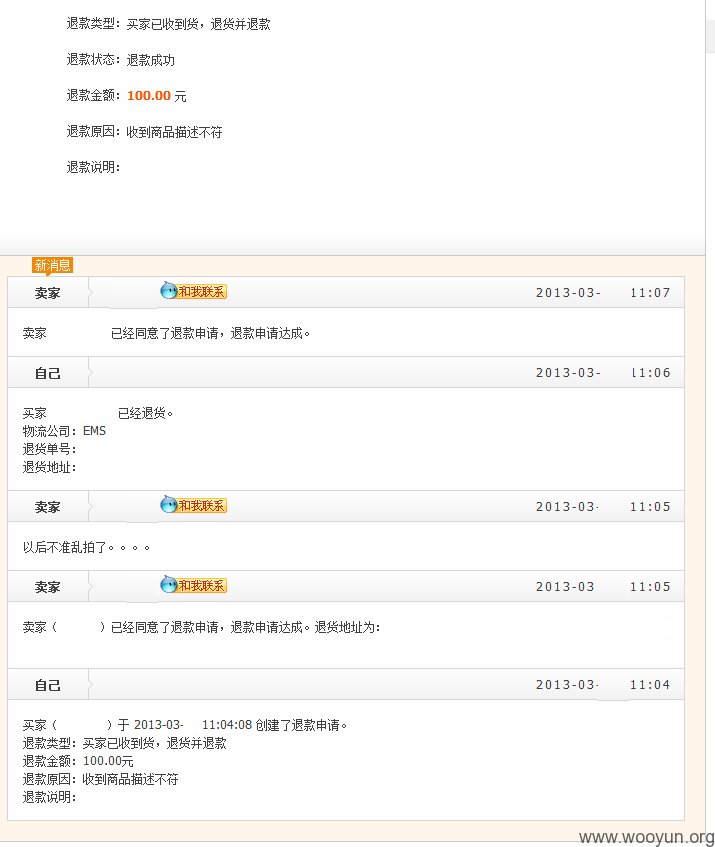 退款类型：买家已收到货，退货并退款
退款状态：退款成功
退款金额：100.00 元
退款原因：收到商品描述不符
退款说明：
新消息
卖家 和我联系 2013-03- 11:07
卖家 已经同意了退款申请，退款申请达成。
自己 2013-03- 11:06
买家 已经退货。
物流公司：EMS
退货单号：
退货地址：
卖家 和我联系 2013-03- 11:05
以后不准乱拍了。。。。
卖家 和我联系 2013-03 11:05
卖家（ ）已经同意了退款申请，退款申请达成。退货地址为：
自己 2013-03- 11:04
买家（ ）于 2013-03- 11:04:08 创建了退款申请。
退款类型：买家已收到货，退货并退款
退款金额：100.00元
退款原因：收到商品描述不符
退款说明：
www.wooyun.org